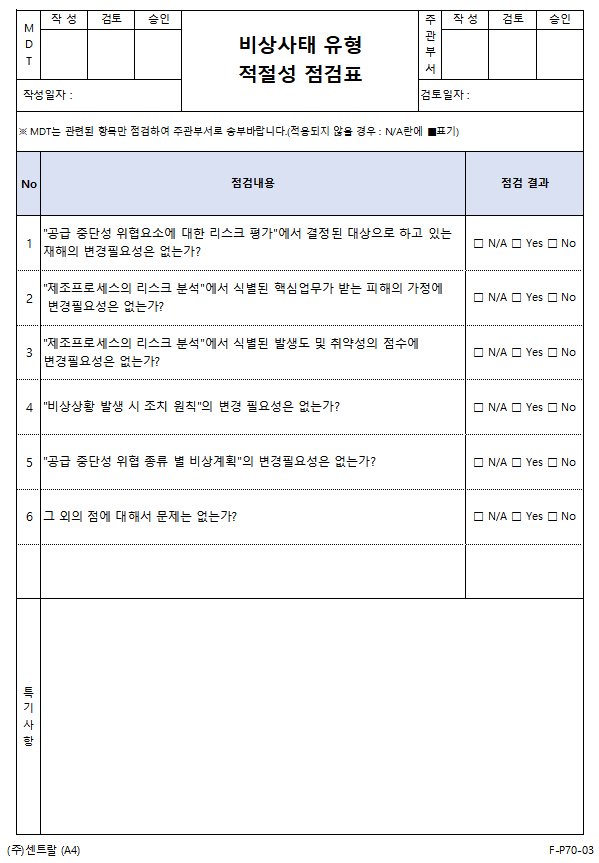 MDT
작 성 검토 승인
비상사태 유형
적절성 점검표
주관부서
작 성 검토 승인
작성일자 :
검토일자 :
※ MDT는 관련된 항목만 점검하여 주관부서로 송부바랍니다.(적용되지 않을 경우 : N/A란에 ■표기)
No 점검내용 점검 결과
1 "공급 중단성 위협요소에 대한 리스크 평가"에서 결정된 대상으로 하고 있는
재해의 변경필요성은 없는가?
□ N/A □ Yes □ No
2 "제조프로세스의 리스크 분석"에서 식별된 핵심업무가 받는 피해의 가정에
변경필요성은 없는가?
□ N/A □ Yes □ No
3 "제조프로세스의 리스크 분석"에서 식별된 발생도 및 취약성의 점수에
변경필요성은 없는가?
□ N/A □ Yes □ No
4 "비상상황 발생 시 조치 원칙"의 변경 필요성은 없는가? □ N/A □ Yes □ No
5 "공급 중단성 위협 종류 별 비상계획"의 변경필요성은 없는가? □ N/A □ Yes □ No
6 그 외의 점에 대해서 문제는 없는가? □ N/A □ Yes □ No
특기사항
(주)센트랄 (A4) F-P70-03